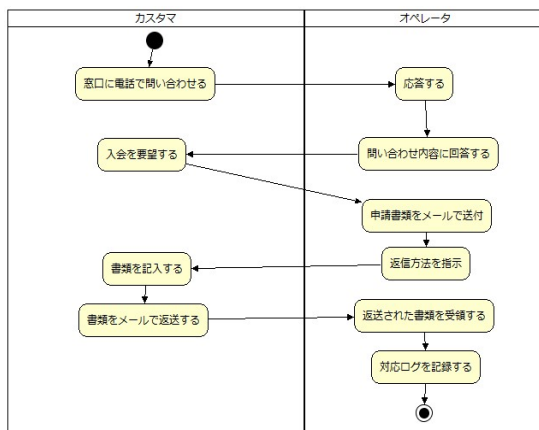 カスタマ
オペレータ
窓口に電話で問い合わせる
応答する
入会を要望する
問い合わせ内容に回答する
申請書類をメールで送付
返信方法を指示
書類を記入する
書類をメールで返送する
返送された書類を受領する
対応ログを記録する